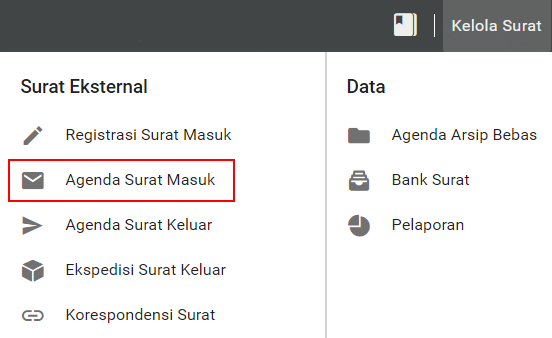 Kelola Surat
Surat Eksternal
Registrasi Surat Masuk
Agenda Surat Masuk
Agenda Surat Keluar
Ekspedisi Surat Keluar
Korespondensi Surat
Data
Agenda Arsip Bebas
Bank Surat
Pelaporan